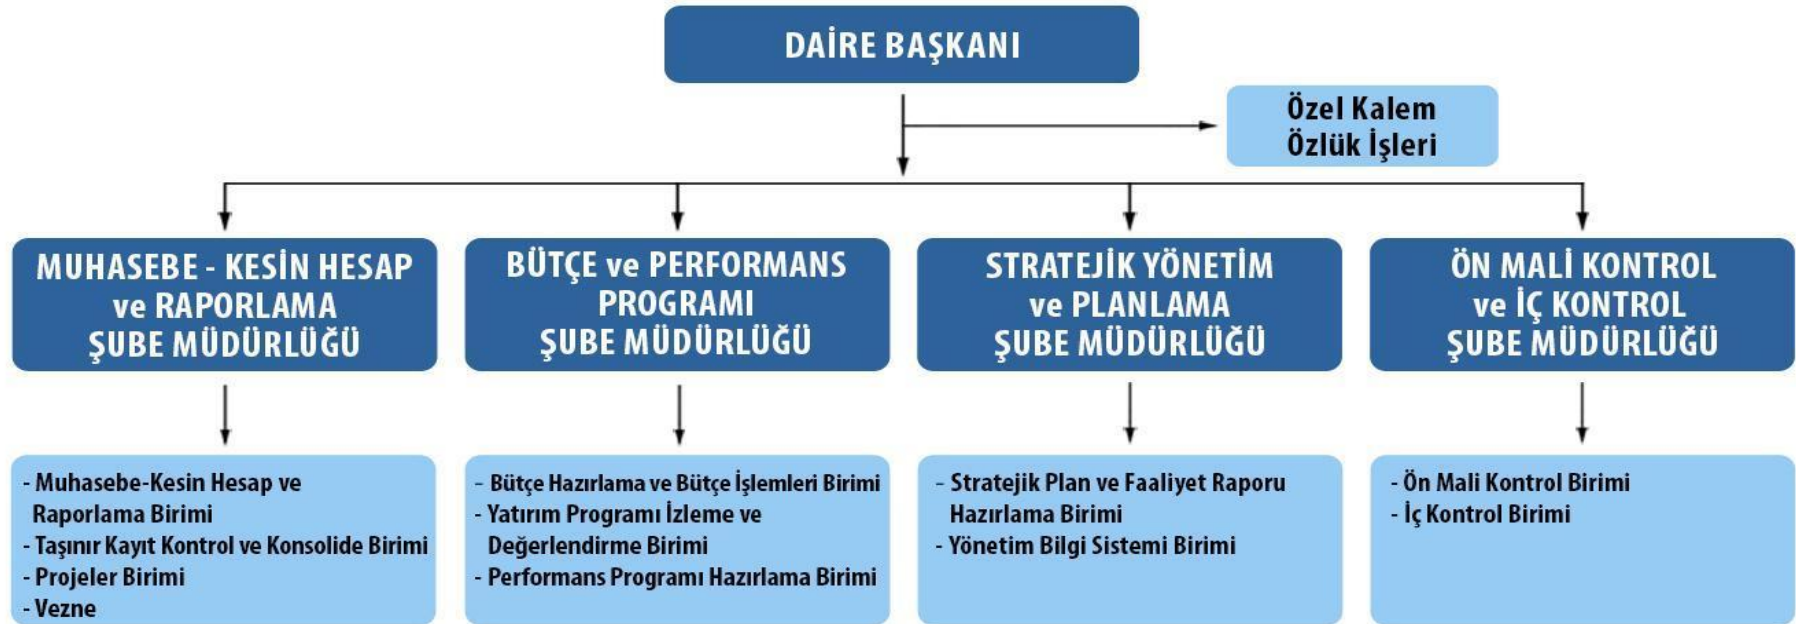 DAİRE BAŞKANI
Özel Kalem
Özlük İşleri
MUHASEBE - KESİN HESAP
ve RAPORLAMA
ŞUBE MÜDÜRLÜĞÜ
BÜTÇE ve PERFORMANS
PROGRAMI
ŞUBE MÜDÜRLÜĞÜ
STRATEJİK YÖNETİM
ve PLANLAMA
ŞUBE MÜDÜRLÜĞÜ
ÖN MALİ KONTROL
ve İÇ KONTROL
ŞUBE MÜDÜRLÜĞÜ
- Muhasebe-Kesin Hesap ve
Raporlama Birimi
- Taşınır Kayıt Kontrol ve Konsolide Birimi
- Projeler Birimi
- Vezne
- Bütçe Hazırlama ve Bütçe İşlemleri Birimi
- Yatırım Programı İzleme ve
Değerlendirme Birimi
- Performans Programı Hazırlama Birimi
- Stratejik Plan ve Faaliyet Raporu
Hazırlama Birimi
- Yönetim Bilgi Sistemi Birimi
- Ön Mali Kontrol Birimi
- İç Kontrol Birimi